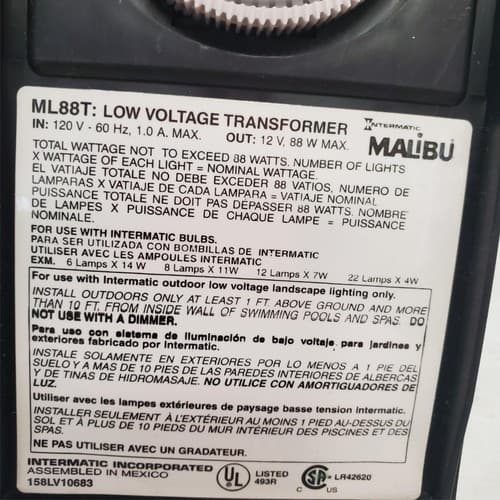 ML88T: LOW VOLTAGE TRANSFORMER
INTERMATIC
IN: 120 V - 60 Hz, 1.0 A. MAX. OUT: 12 V, 88 W MAX.
MALIBU
TOTAL WATTAGE NOT TO EXCEED 88 WATTS. NUMBER OF LIGHTS
X WATTAGE OF EACH LIGHT = NOMINAL WATTAGE.
EL VATIAJE TOTAL NO DEBE EXCEDER 88 VATIOS, NUMERO DE
LAMPARAS X VATIAJE DE CADA LAMPARA = VATIAJE NOMINAL
PUISSANCE TOTALE NE DOIT PAS DÉPASSER 88 WATTS. NOMBRE
DE LAMPES X PUISSANCE DE CHAQUE LAMPE = PUISSANCE
NOMINALE.
FOR USE WITH INTERMATIC BULBS.
PARA SER UTILIZADA CON BOMBILLAS DE INTERMATIC
UTILISER AVEC LES AMPOULES INTERMATIC
EXM. 6 Lamps X 14 W 8 Lamps X 11W 12 Lamps X 7W 22 Lamps X 4W
For use with Intermatic outdoor low voltage landscape lighting only.
INSTALL OUTDOORS ONLY AT LEAST 1 FT. ABOVE GROUND AND MORE
THAN 10 FT. FROM INSIDE WALL OF SWIMMING POOLS AND SPAS. DO
NOT USE WITH A DIMMER.
Para uso con sistema de iluminación de bajo voltaje para jardines y
exteriores fabricado por Intermatic.
INSTALE SOLAMENTE EN EXTERIORES POR LO MENOS A 1 PIE DEL
SUELO Y A MAS DE 10 PIES DE LAS PAREDES INTERIORES DE ALBERCAS
Y DE TINAS DE HIDROMASAJE. NO UTILICE CON AMORTIGUADORES DE
LUZ.
Utiliser avec les lampes extérieures de paysage basse tension Intermatic.
INSTALLER SEULEMENT À L'EXTÉRIEUR AU MOINS 1 PIED AU-DESSUS DU
SOL ET À PLUS DE 10 PIEDS DU MUR INTÉRIEUR DES PISCINES ET DES
SPAS.
NE PAS UTILISER AVEC UN GRADATEUR.
INTERMATIC INCORPORATED
ASSEMBLED IN MEXICO
158LV10683
UL
LISTED
493R
SA
C US
LR42620